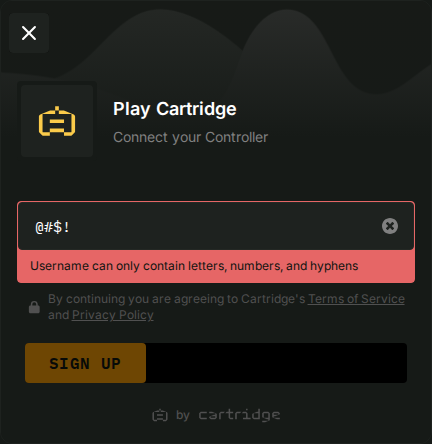 Play Cartridge
Connect your Controller
@#$!
Username can only contain letters, numbers, and hyphens
By continuing you are agreeing to Cartridge's Terms of Service
and Privacy Policy
SIGN UP
by cartridge